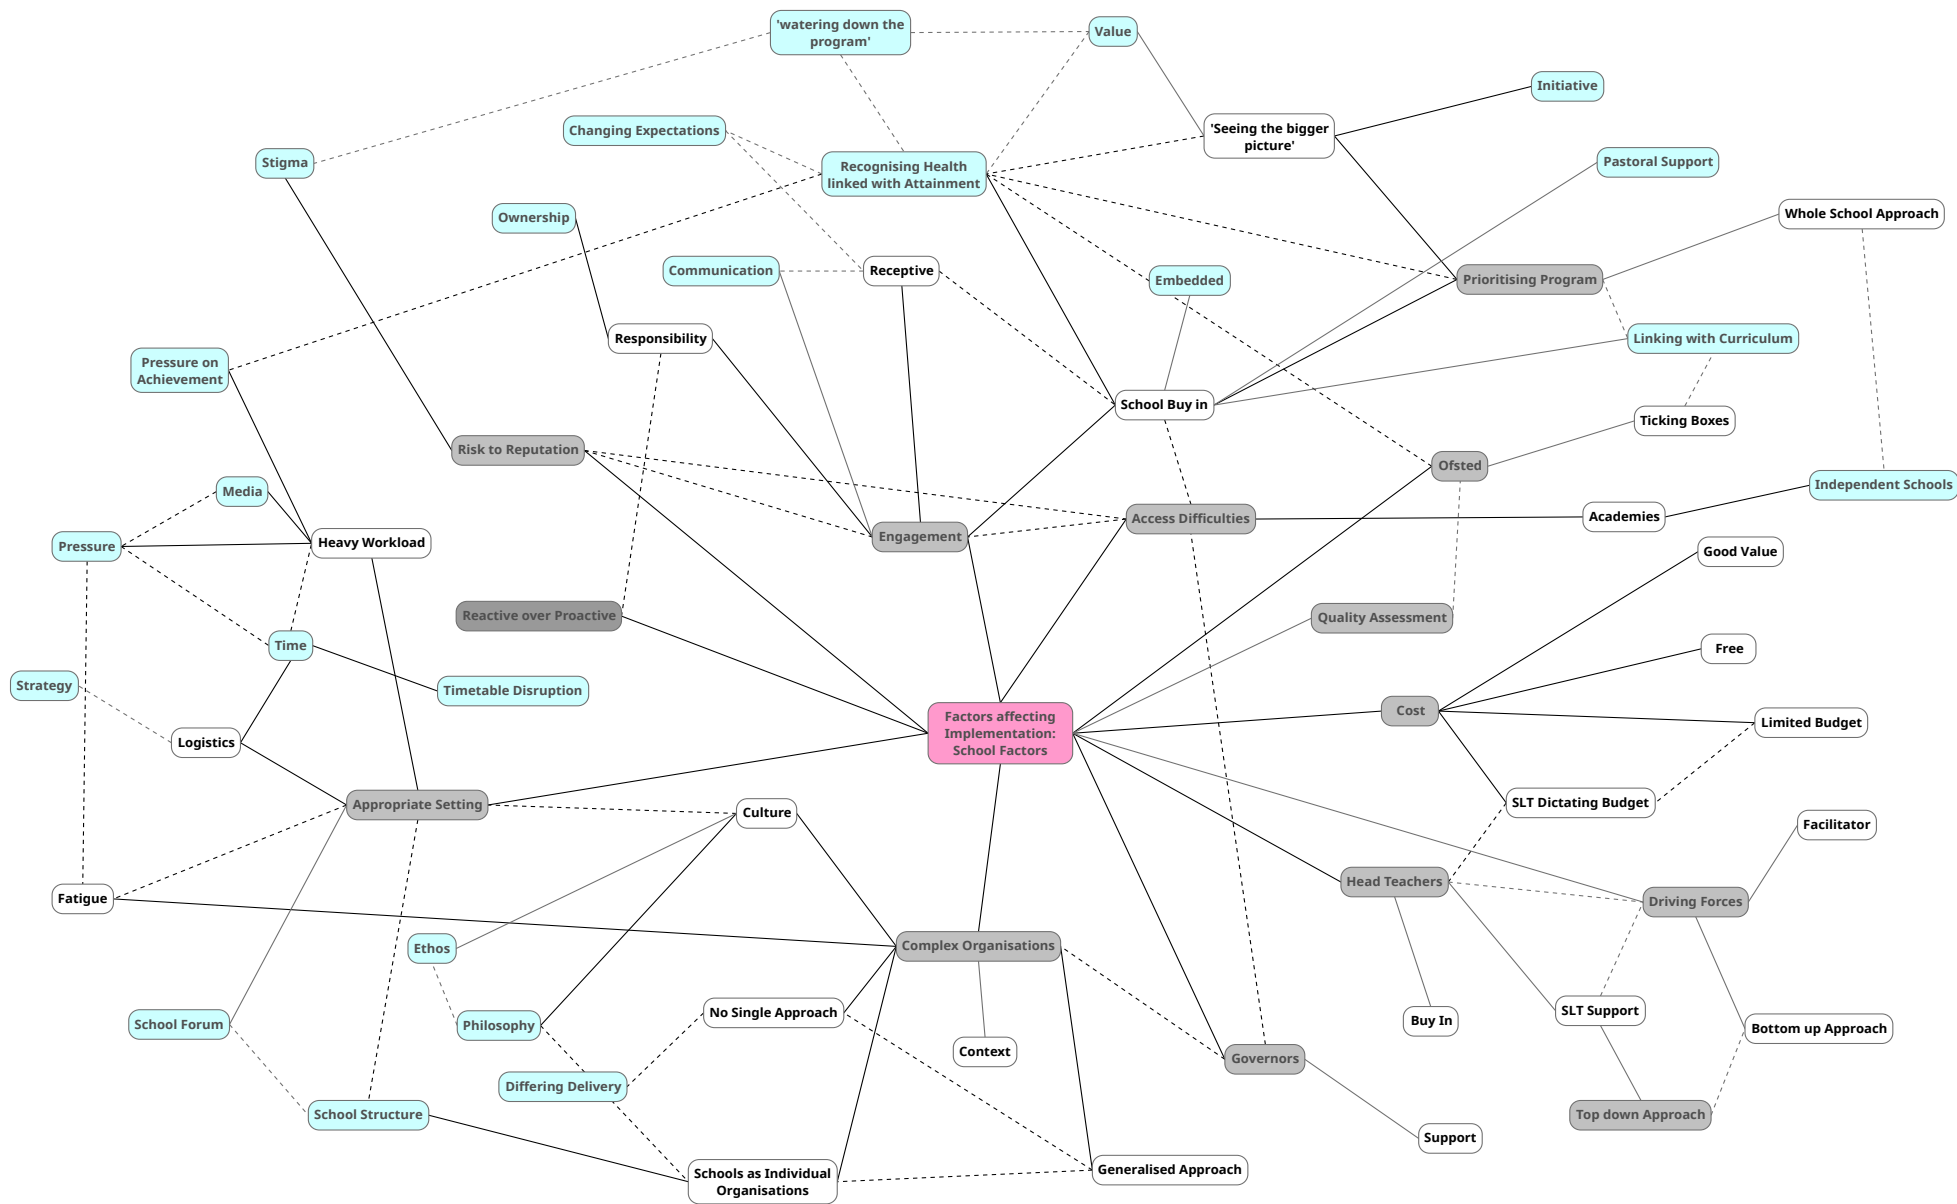 'watering down the
program'
Value
Initiative
Changing Expectations
'Seeing the bigger
picture'
Stigma
Recognising Health
linked with Attainment
Pastoral Support
Ownership
Whole School Approach
Communication
Receptive
Embedded
Prioritising Program
Responsibility
Linking with Curriculum
Pressure on
Achievement
School Buy in
Ticking Boxes
Risk to Reputation
Ofsted
Media
Independent Schools
Access Difficulties
Academies
Pressure
Heavy Workload
Engagement
Good Value
Reactive over Proactive
Quality Assessment
Time
Free
Strategy
Timetable Disruption
Factors affecting
Implementation:
School Factors
Cost
Limited Budget
Logistics
Appropriate Setting
Culture
SLT Dictating Budget
Facilitator
Fatigue
Head Teachers
Driving Forces
Ethos
Complex Organisations
School Forum
Philosophy
No Single Approach
Context
Buy In
SLT Support
Bottom up Approach
Governors
Differing Delivery
School Structure
Top down Approach
Support
Schools as Individual
Organisations
Generalised Approach